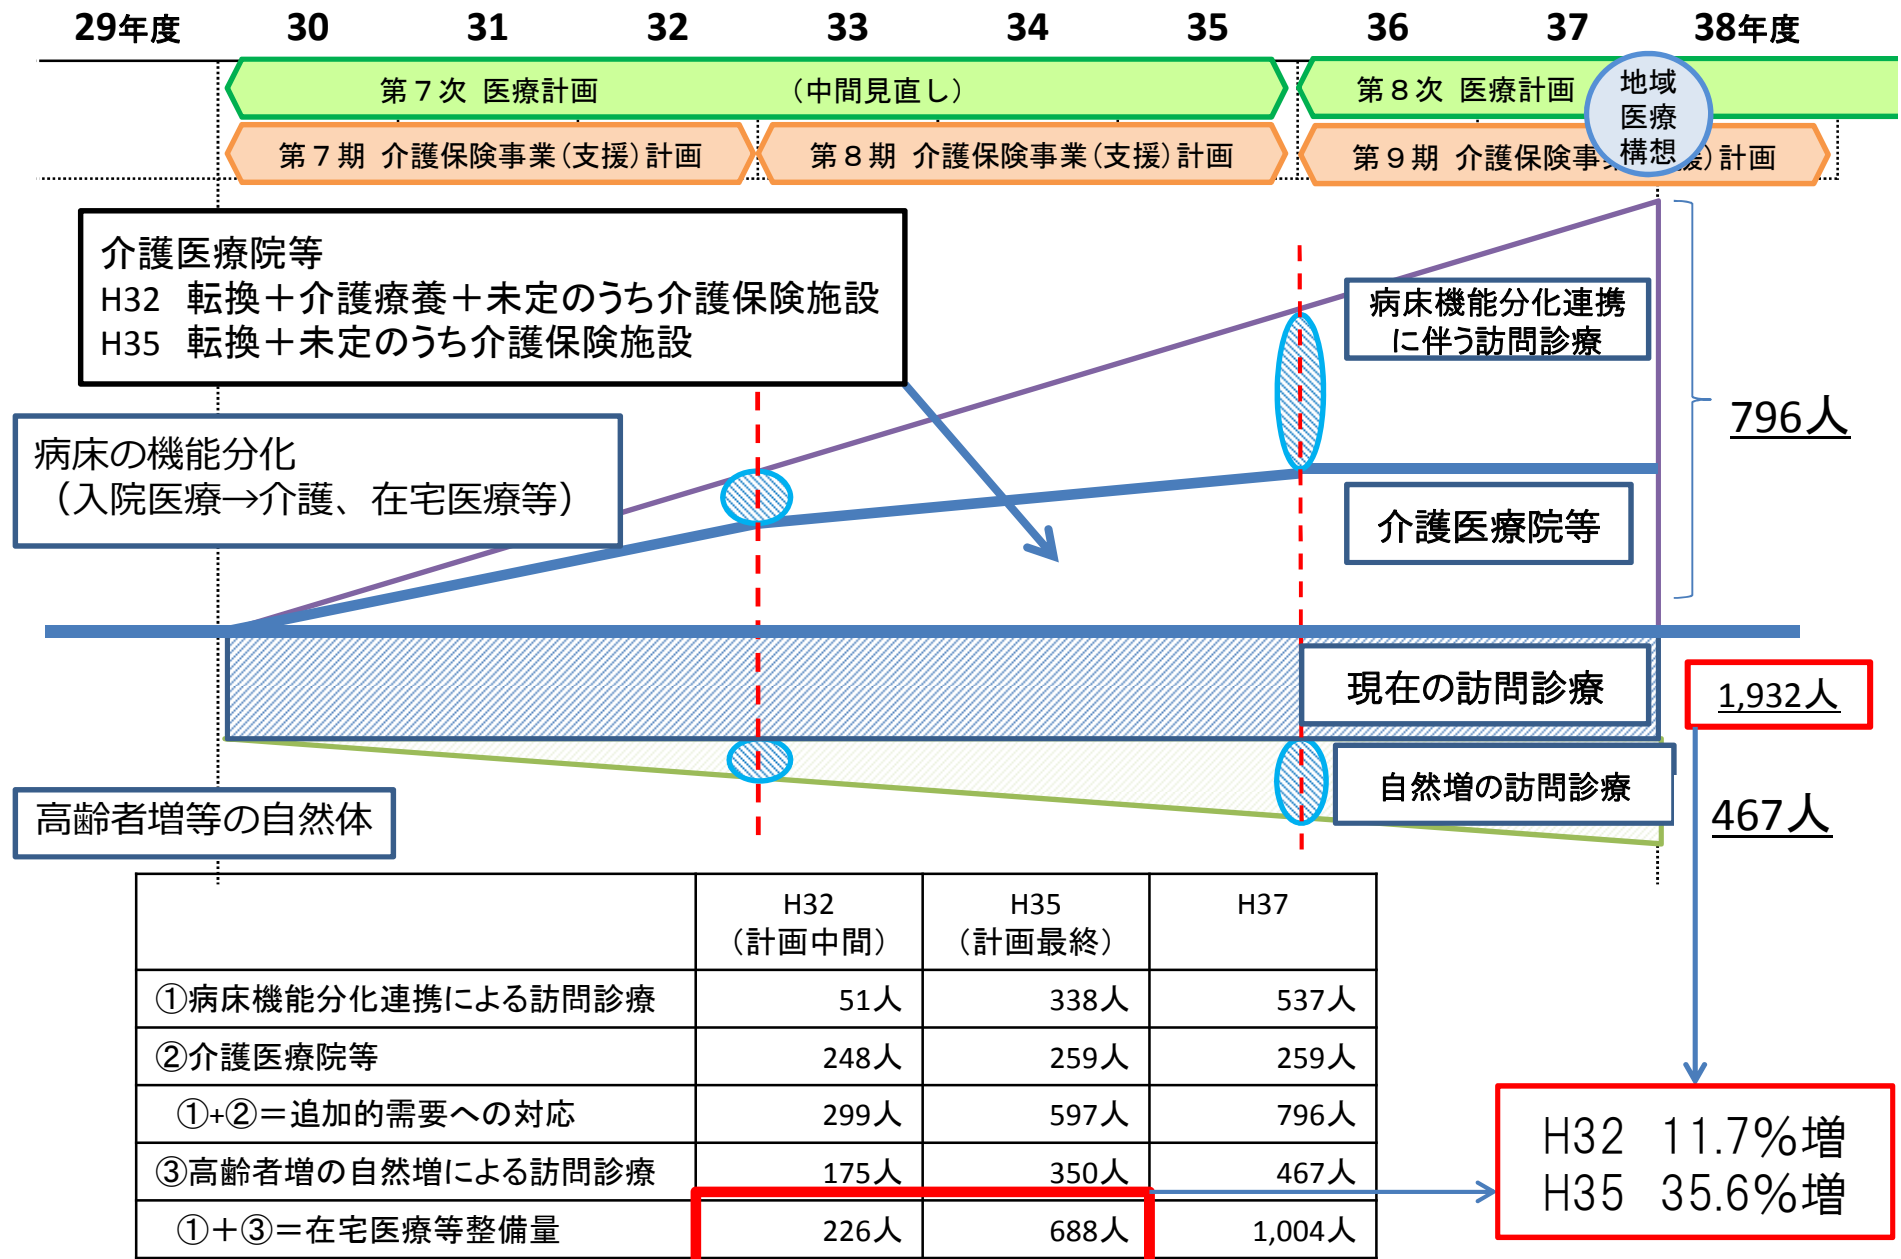 29年度 30 31 32 33 34 35 36 37 38年度
第７次 医療計画 （中間見直し）
第８次 医療計画
地域
医療
構想
第７期 介護保険事業（支援）計画
第８期 介護保険事業（支援）計画
第９期 介護保険事業（支援）計画
介護医療院等
H32 転換＋介護療養＋未定のうち介護保険施設
H35 転換＋未定のうち介護保険施設
病床機能分化連携
に伴う訪問診療
796人
病床の機能分化
（入院医療→介護、在宅医療等）
介護医療院等
現在の訪問診療
1,932人
自然増の訪問診療
高齢者増等の自然体
467人
H32 H35 H37
（計画中間） （計画最終）
①病床機能分化連携による訪問診療 51人 338人 537人
②介護医療院等 248人 259人 259人
①+②＝追加的需要への対応 299人 597人 796人
③高齢者増の自然増による訪問診療 175人 350人 467人
①＋③＝在宅医療等整備量 226人 688人 1,004人
H32 11.7%増
H35 35.6%増